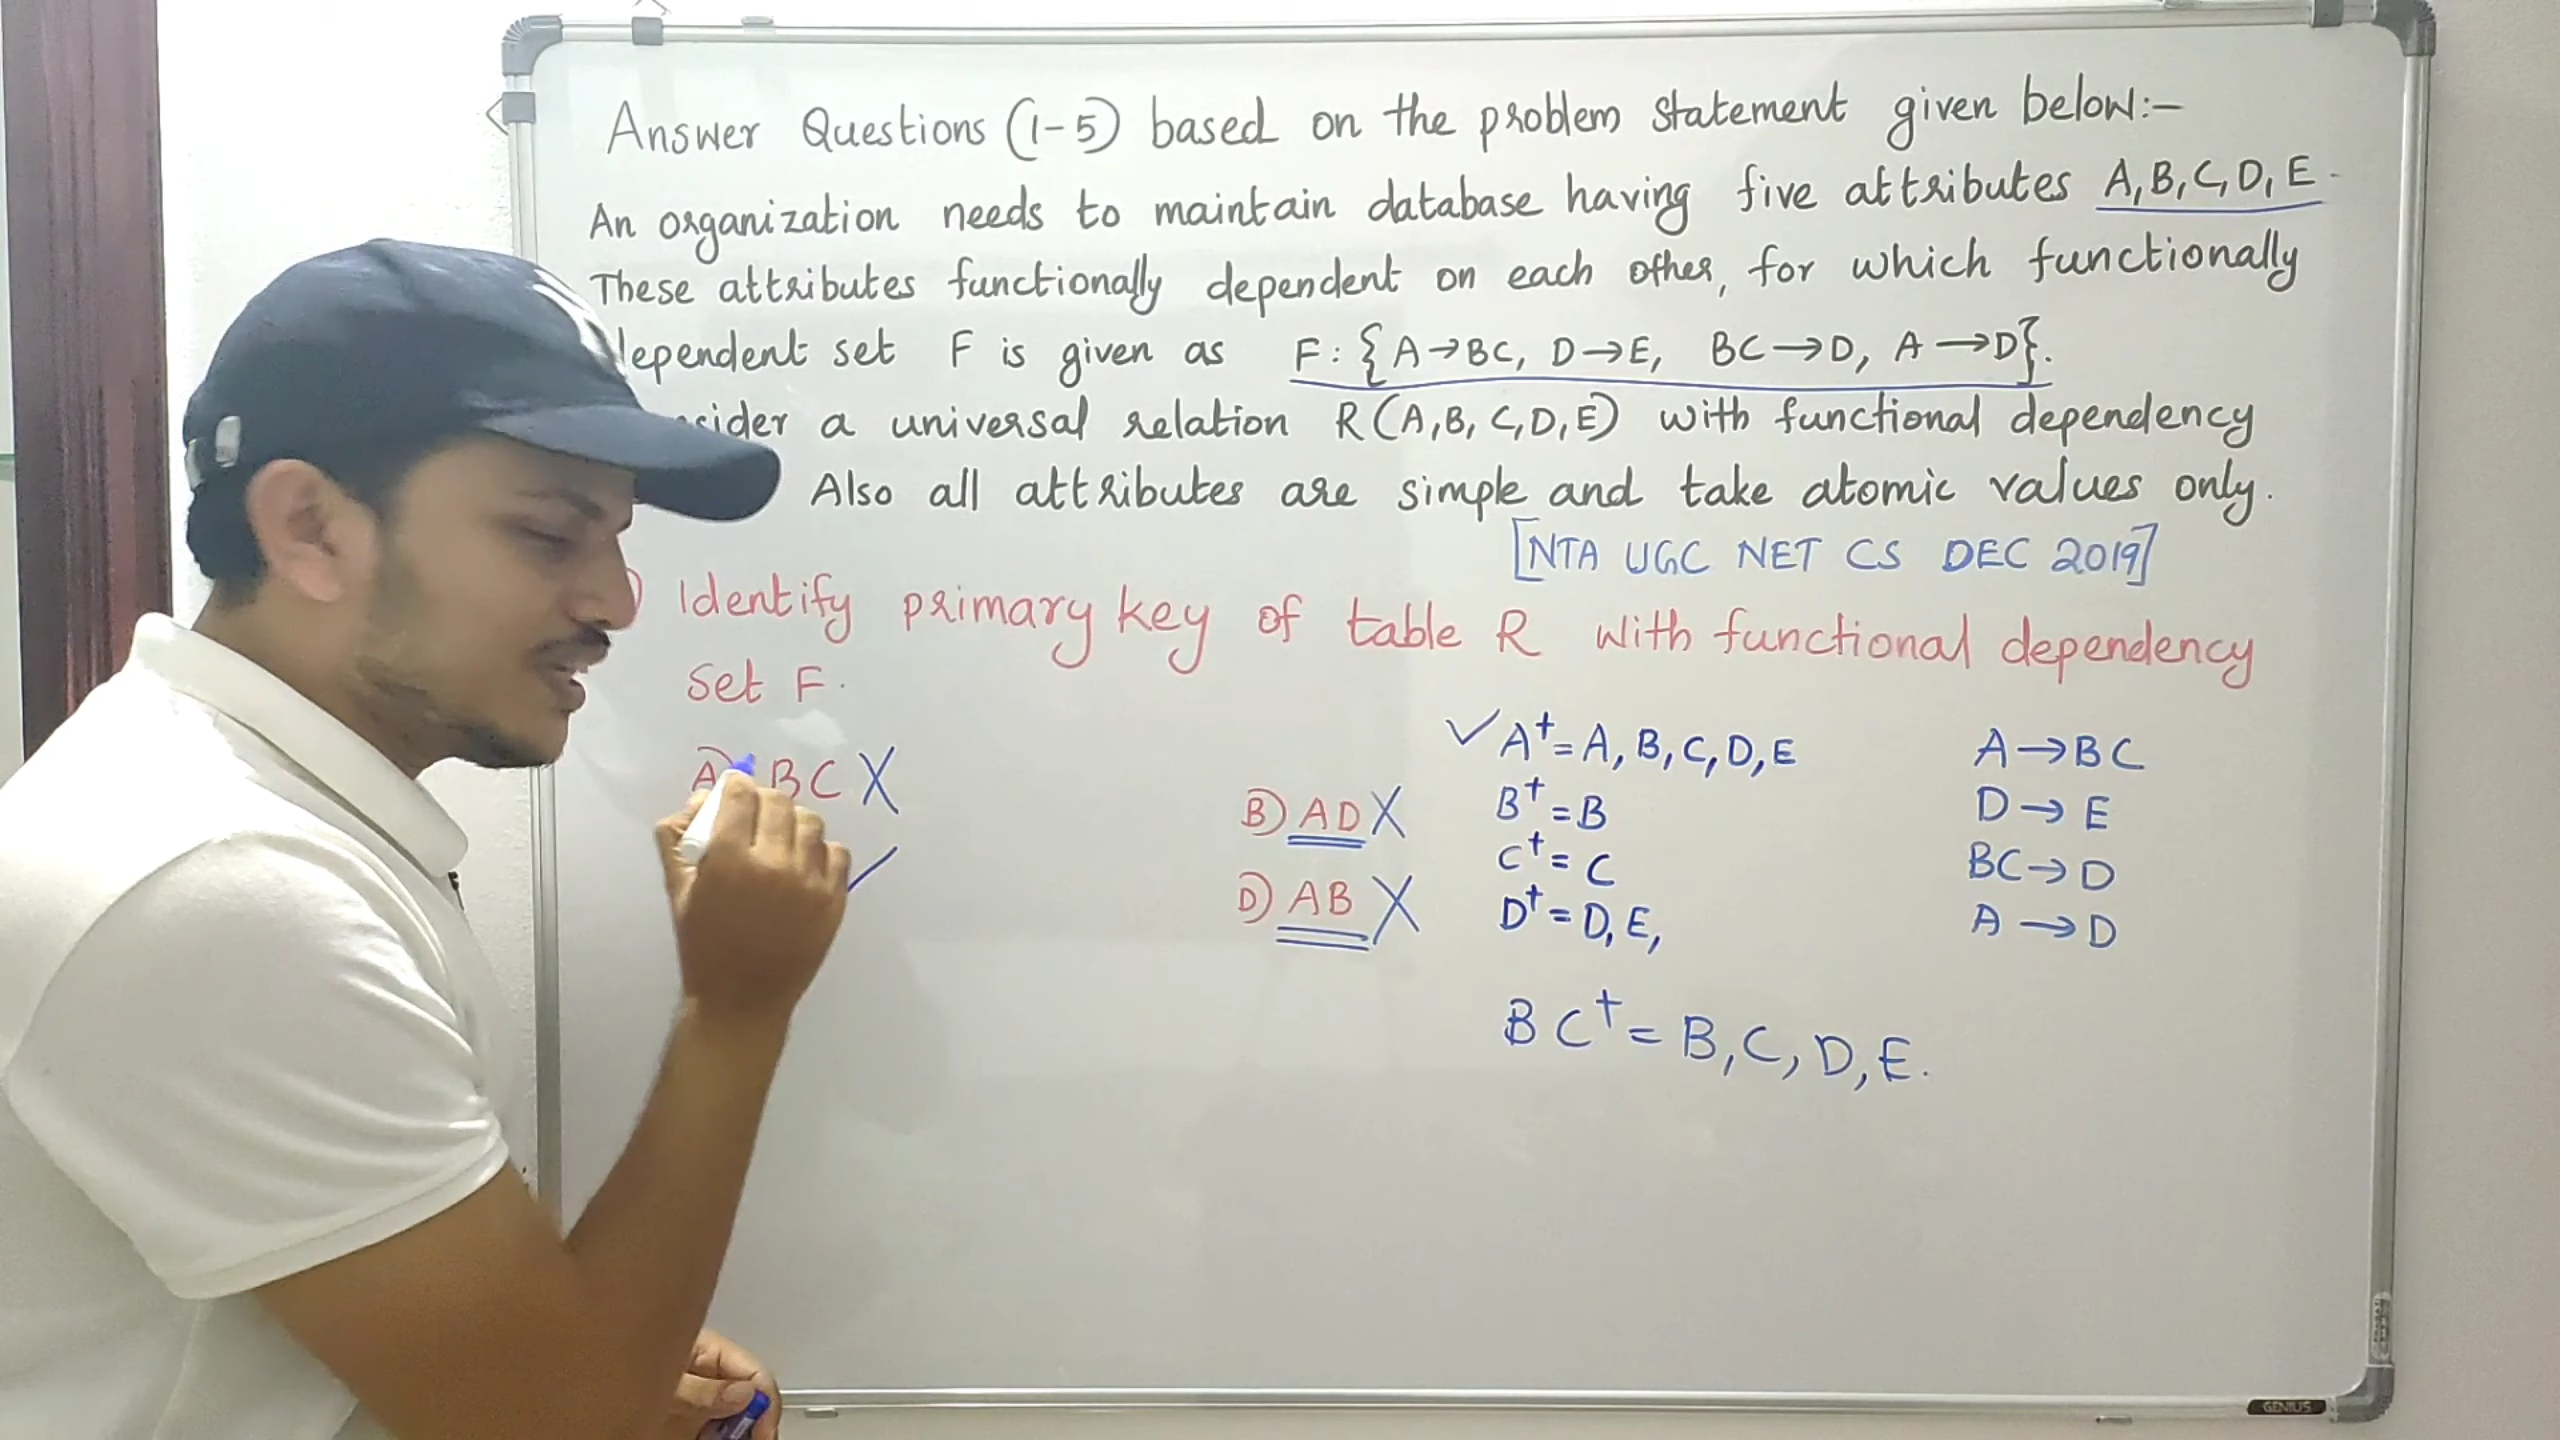 Answer Questions (1-5) based on the problem statement given below:-
An organization needs to maintain database having five attributes A,B,C,D,E.
These attributes functionally dependent on each other, for which functionally
ependent set F is given as F: {A→BC, D→E, BC→D, A→D}.
sider a universal relation R(A,B,C,D,E) with functional dependency
Also all attributes are simple and take atomic values only.
[NTA UGC NET CS DEC 2019]
) Identify primary key of table R with functional dependency
set F.
A) BC X
B) AD X
D) AB X
✓
✓ A⁺= A, B, C, D, E
B⁺ = B
C⁺ = C
D⁺ = D, E,
A→BC
D→E
BC→D
A→D
BC⁺ = B, C, D, E.
GENIUS